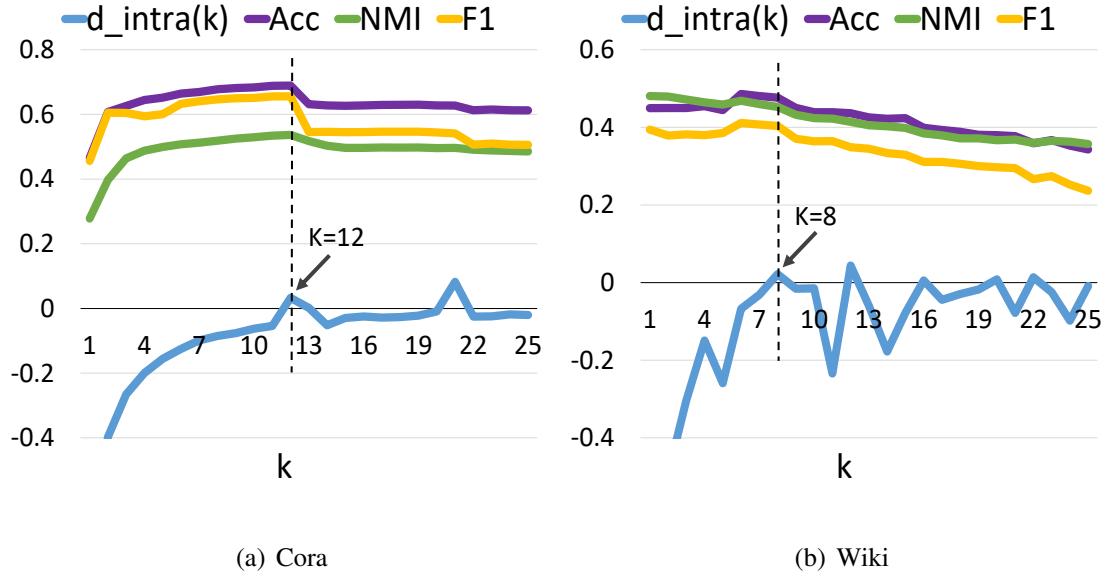 d_intra(k) Acc NMI F1
0.8
0.6
0.4
0.2
0
-0.2
-0.4
K=12
1 4 7 10 13 16 19 22 25
k
(a) Cora
d_intra(k) Acc NMI F1
0.6
0.4
0.2
0
-0.2
-0.4
K=8
1 4 7 10 13 16 19 22 25
k
(b) Wiki